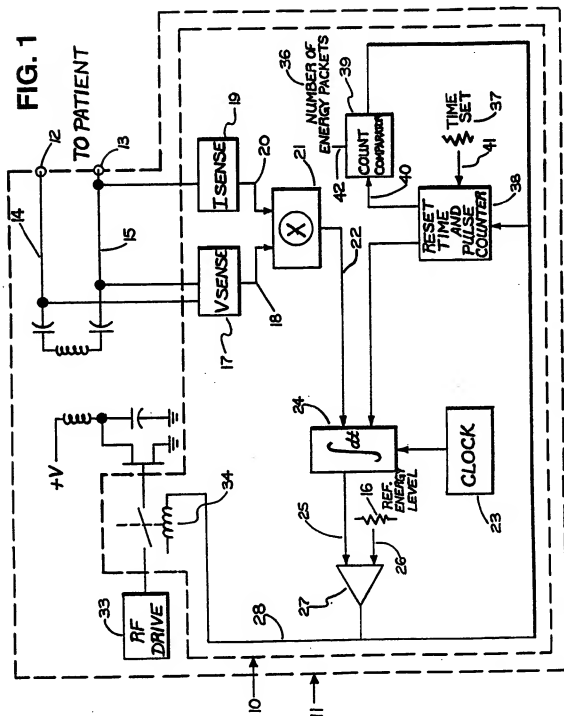 FIG. 1
TO PATIENT
12
13
14
15
+V
33
RF
DRIVE
34
V SENSE
17
18
I SENSE
19
20
X
21
22
36
NUMBER OF
ENERGY PACKETS
42
39
COUNT
COMPARATOR
40
TIME
SET
37
41
RESET
TIME
AND
PULSE
COUNTER
38
24
∫dt
25
REF.
ENERGY
LEVEL
16
26
27
28
CLOCK
23
10
11